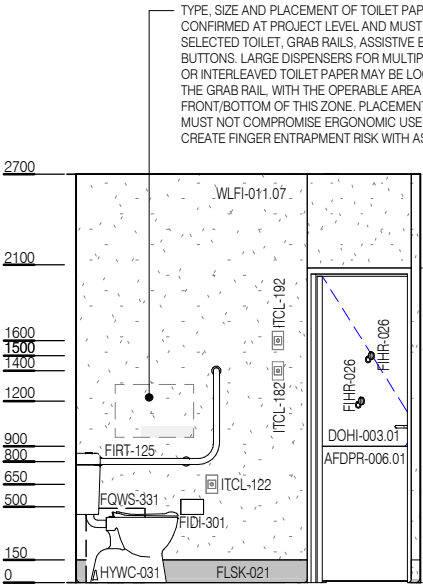 TYPE, SIZE AND PLACEMENT OF TOILET PAP
CONFIRMED AT PROJECT LEVEL AND MUST
SELECTED TOILET, GRAB RAILS, ASSISTIVE E
BUTTONS. LARGE DISPENSERS FOR MULTIP
OR INTERLEAVED TOILET PAPER MAY BE LO
THE GRAB RAIL, WITH THE OPERABLE AREA
FRONT/BOTTOM OF THIS ZONE. PLACEMENT
MUST NOT COMPROMISE ERGONOMIC USE
CREATE FINGER ENTRAPMENT RISK WITH AS
2700
WLFI-011.07
2100
ITCL-192
1600
1500
1400
FIHR-026
FIHR-026
ITCL-182
1200
DOHI-003.01
900
FIRT-125
800
AFDPR-006.01
650
ITCL-122
500
FQWS-331
FIDI-301
150
0
HYWC-031
FLSK-021